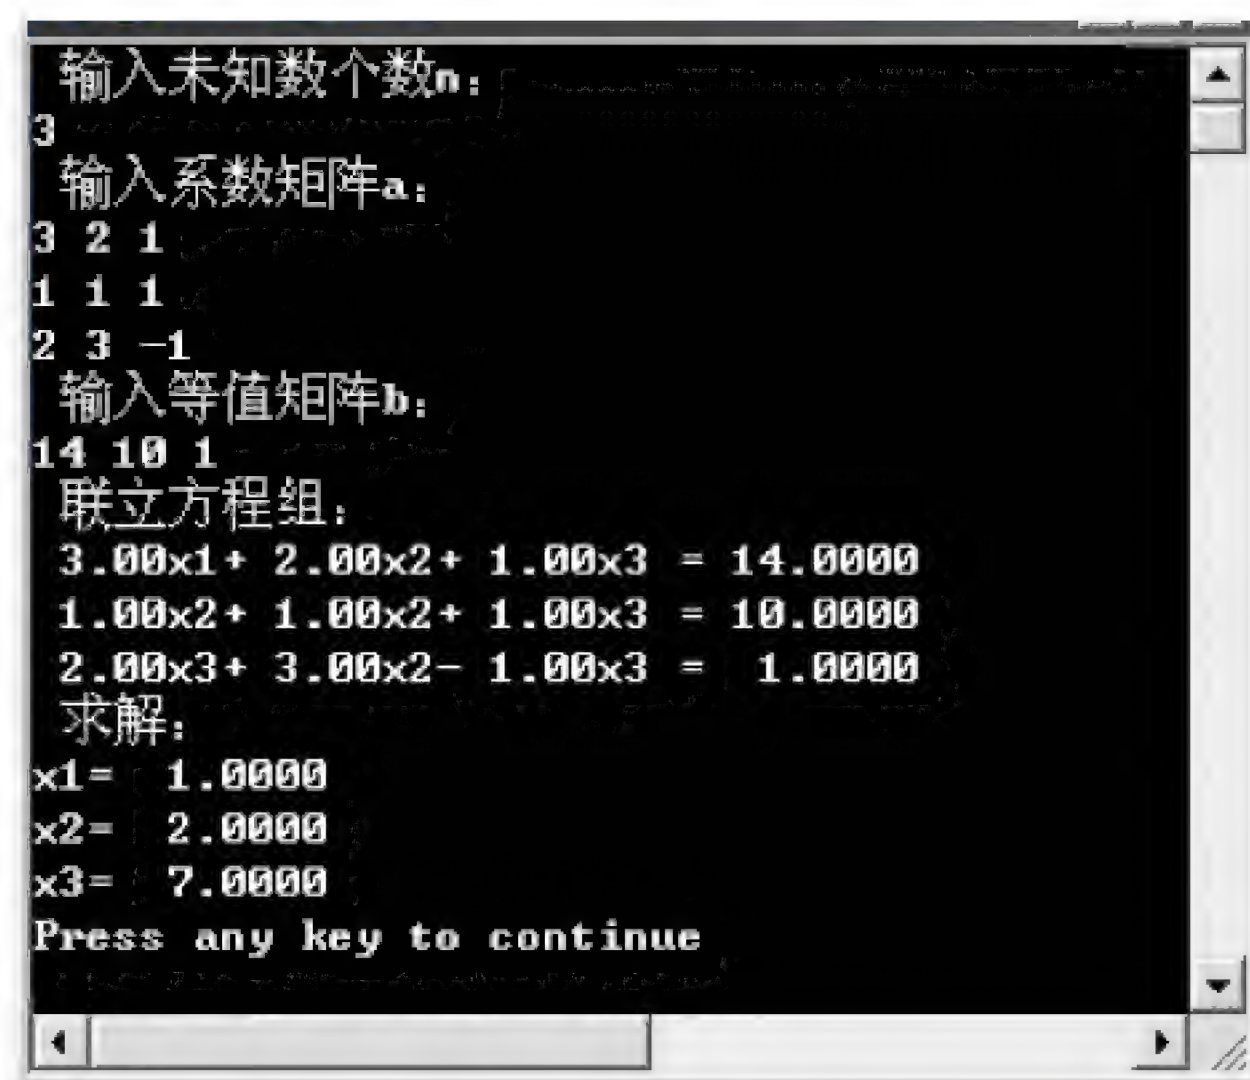 输入未知数个数n:
3
输入系数矩阵a:
3 2 1
1 1 1
2 3 -1
输入等值矩阵b:
14 10 1
联立方程组:
3.00x1+ 2.00x2+ 1.00x3 = 14.0000
1.00x2+ 1.00x2+ 1.00x3 = 10.0000
2.00x3+ 3.00x2- 1.00x3 =  1.0000
求解:
x1=  1.0000
x2=  2.0000
x3=  7.0000
Press any key to continue